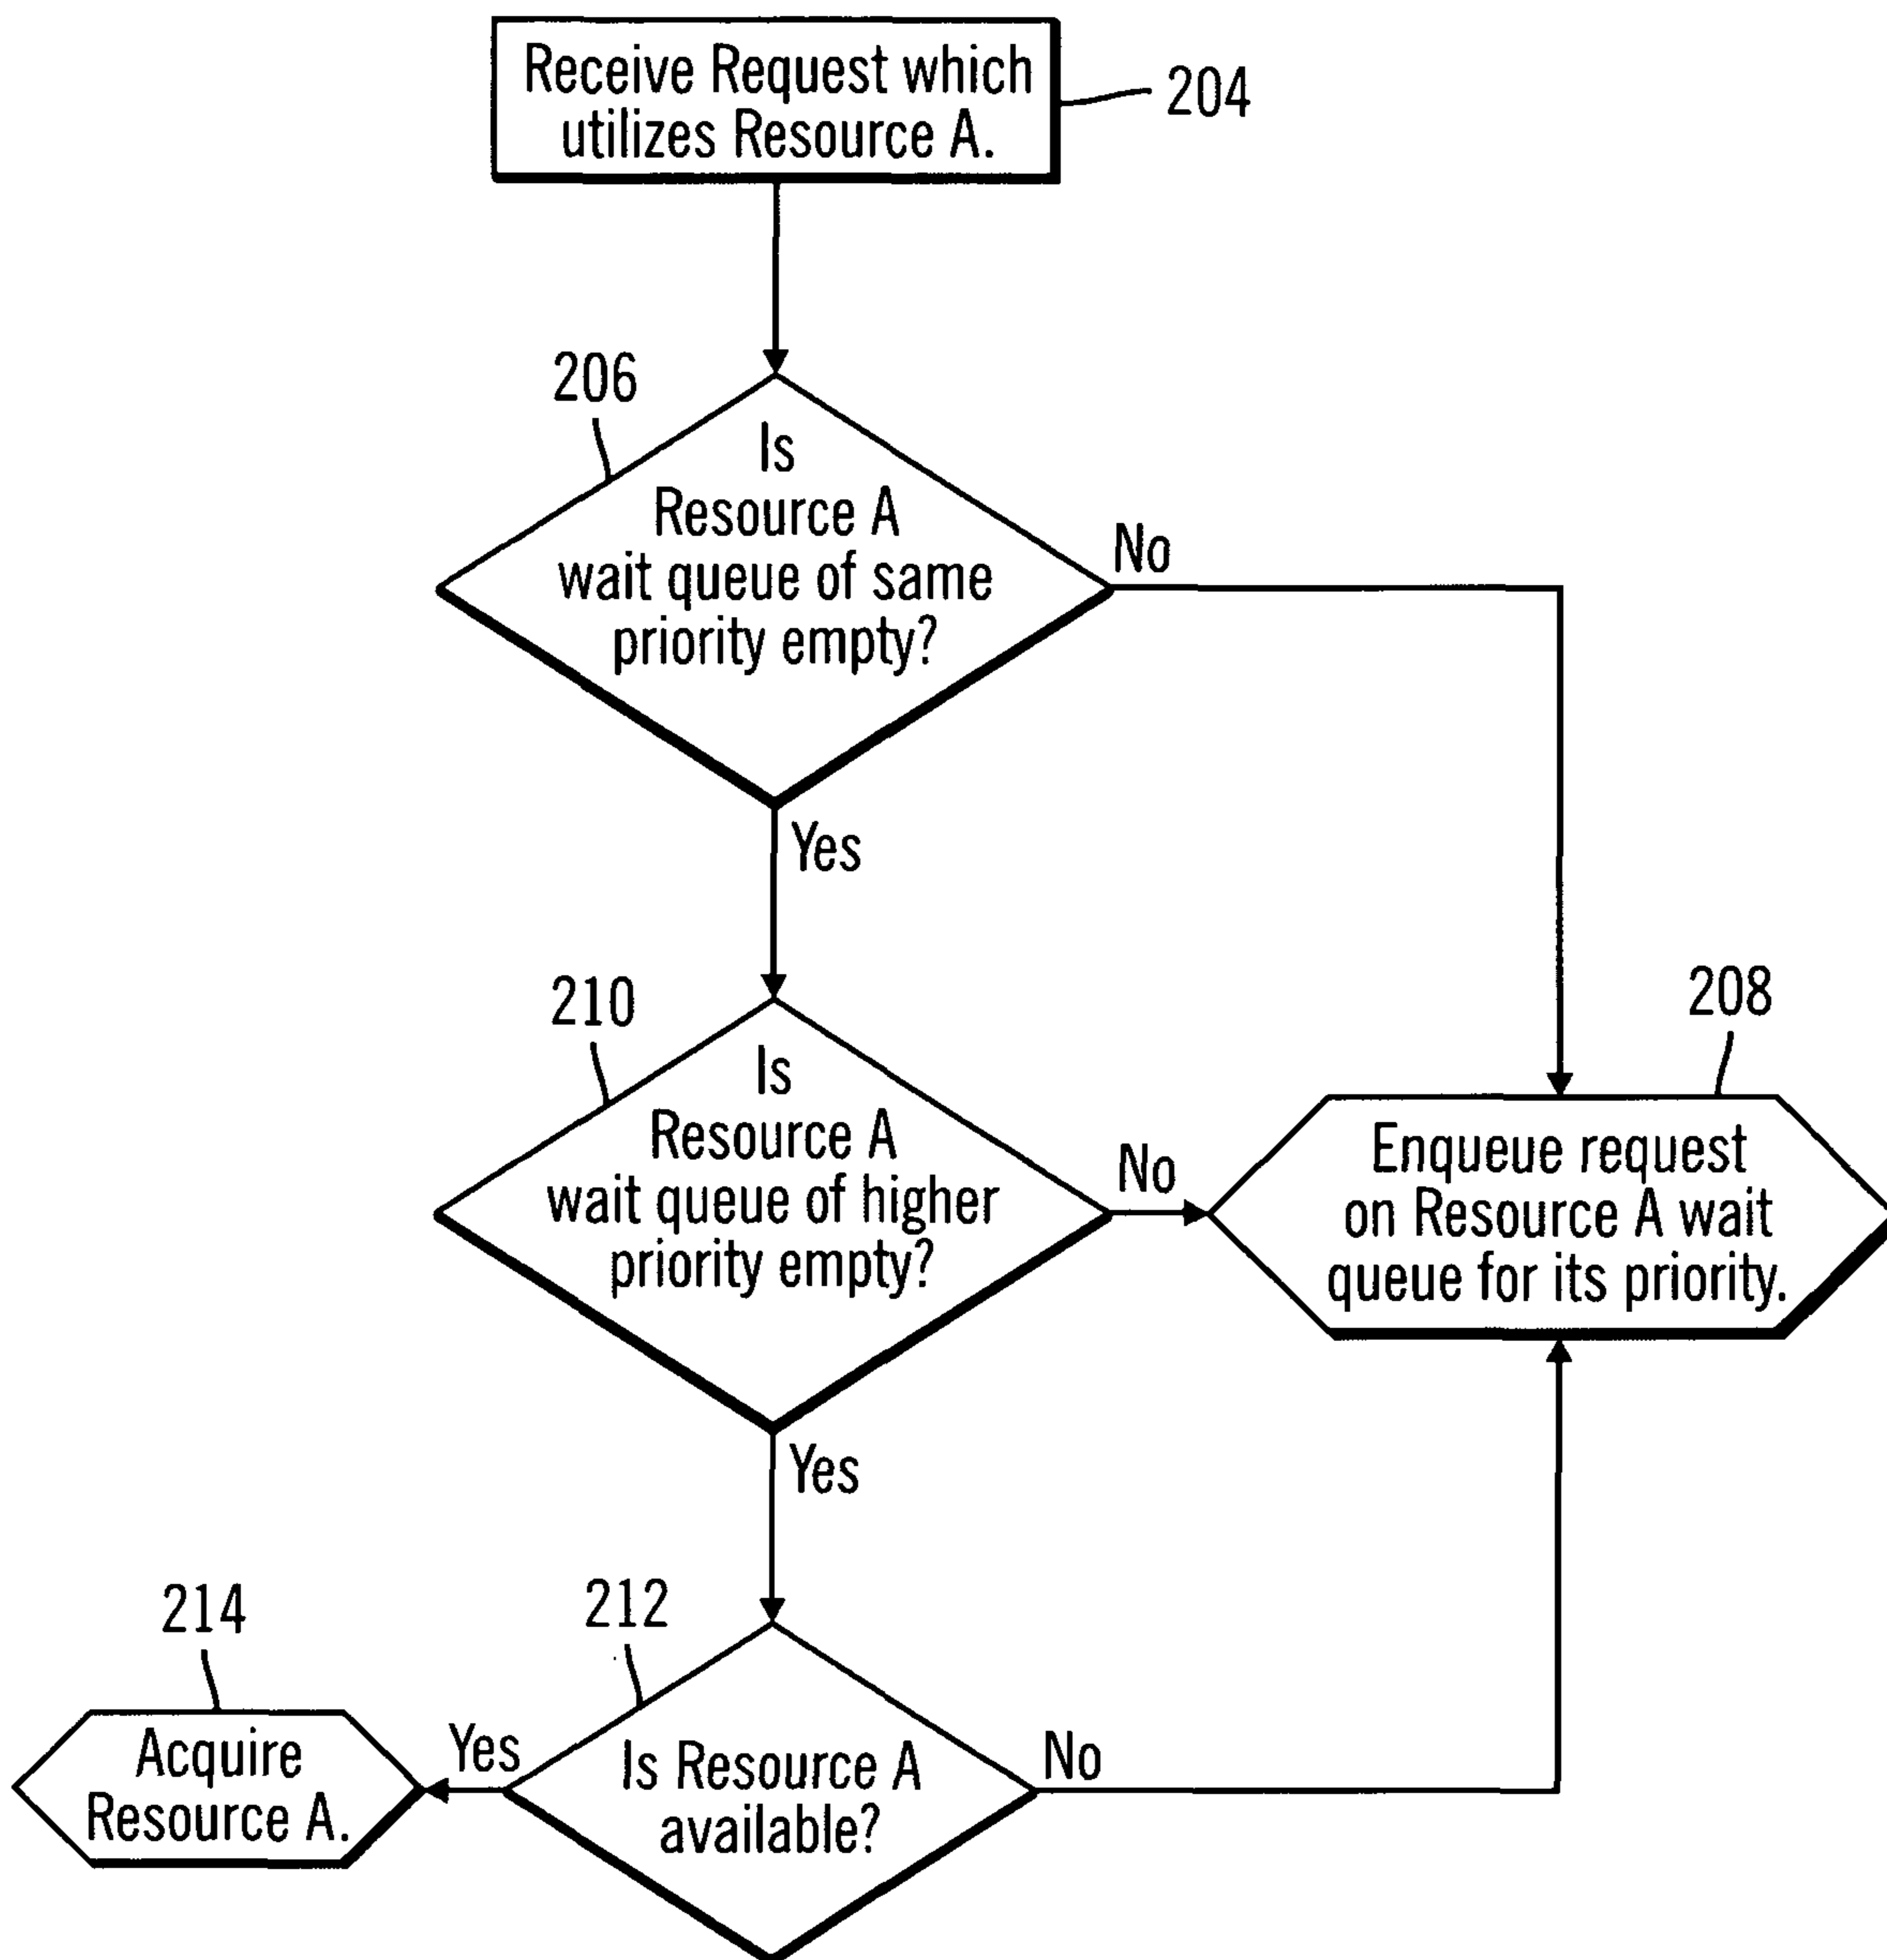 Receive Request which
utilizes Resource A.
204
206
Is
Resource A
wait queue of same
priority empty?
No
Yes
210
Is
Resource A
wait queue of higher
priority empty?
No
208
Enqueue request
on Resource A wait
queue for its priority.
Yes
214
Acquire
Resource A.
Yes
212
Is Resource A
available?
No